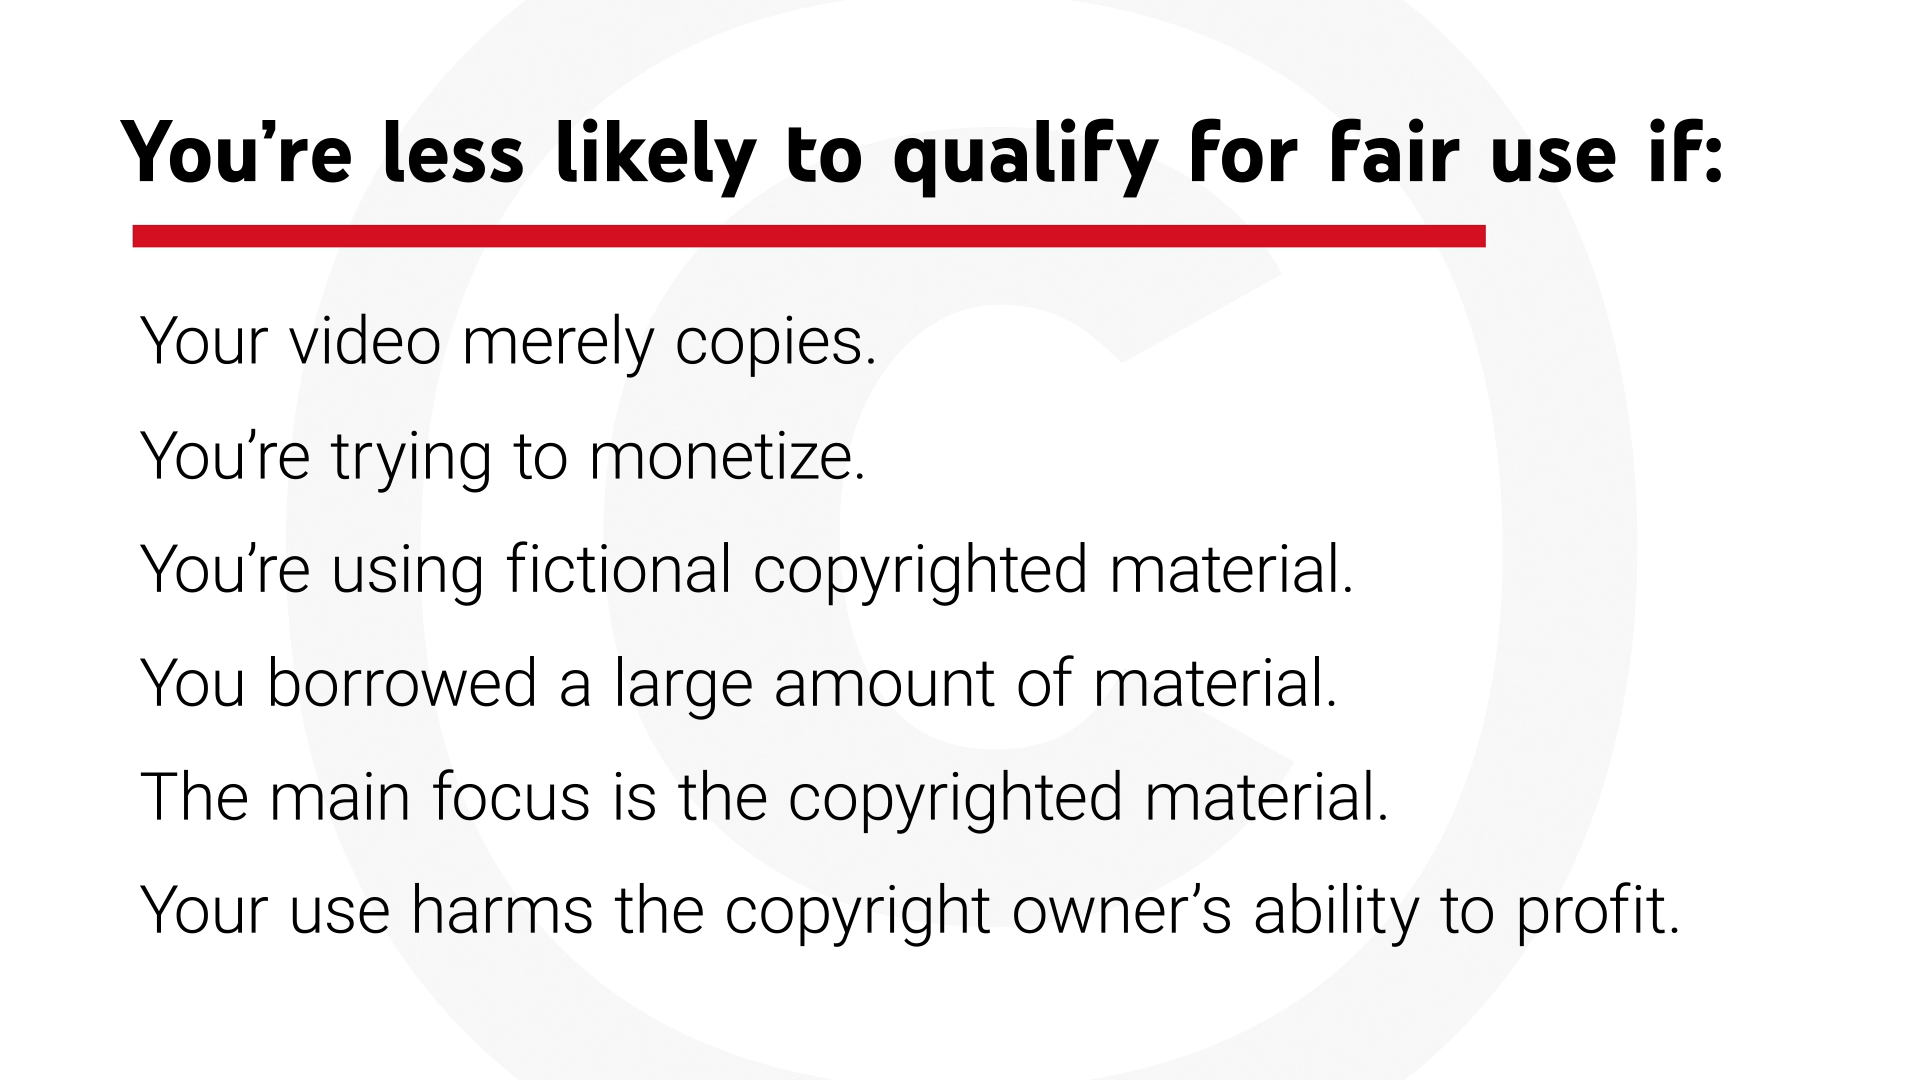 You’re less likely to qualify for fair use if:
Your video merely copies.
You’re trying to monetize.
You’re using fictional copyrighted material.
You borrowed a large amount of material.
The main focus is the copyrighted material.
Your use harms the copyright owner’s ability to profit.